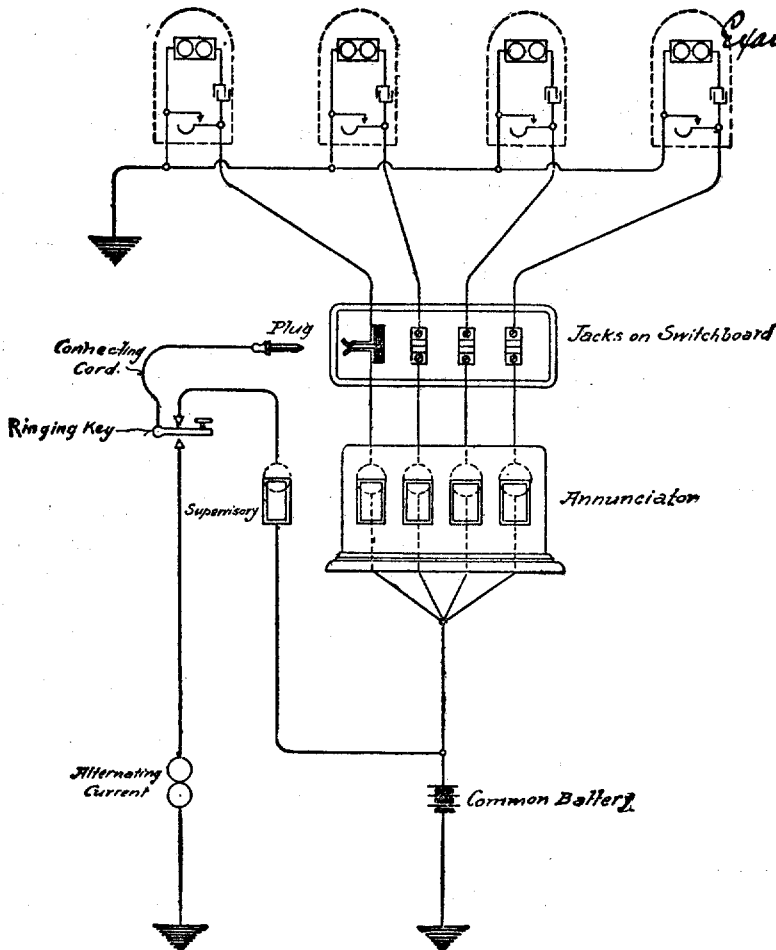 Plug
Jacks on Switchboard
Connecting
Cord.
Ringing Key
Supervisory
Annunciator
Alternating
Current
Common Battery